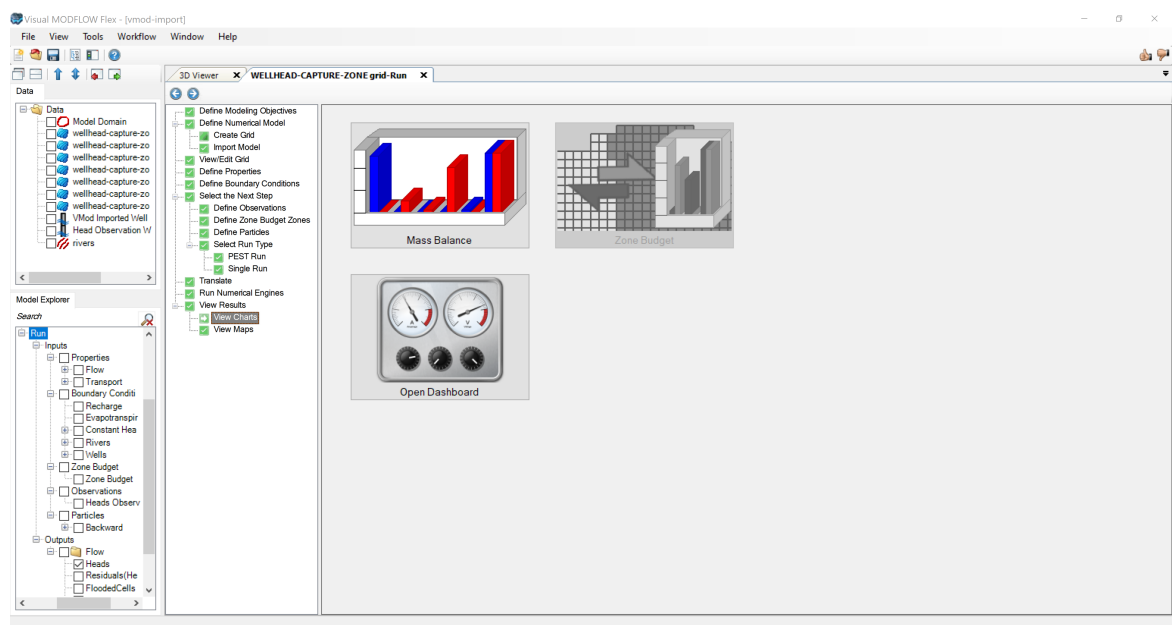 Visual MODFLOW Flex - [vmod-import]
File View Tools Workflow Window Help
Data
Data
Model Domain
wellhead-capture-zo
wellhead-capture-zo
wellhead-capture-zo
wellhead-capture-zo
wellhead-capture-zo
wellhead-capture-zo
wellhead-capture-zo
VMod Imported Well
Head Observation W
rivers
Model Explorer
Search
Run
Inputs
Properties
Flow
Transport
Boundary Conditi
Recharge
Evapotranspir
Constant Hea
Rivers
Wells
Zone Budget
Zone Budget
Observations
Heads Observ
Particles
Backward
Outputs
Flow
Heads
Residuals(He
FloodedCells
3D Viewer X WELLHEAD-CAPTURE-ZONE grid-Run X
Define Modeling Objectives
Define Numerical Model
Create Grid
Import Model
View/Edit Grid
Define Properties
Define Boundary Conditions
Select the Next Step
Define Observations
Define Zone Budget Zones
Define Particles
Select Run Type
PEST Run
Single Run
Translate
Run Numerical Engines
View Results
View Charts
View Maps
Mass Balance
Zone Budget
A
V
Open Dashboard